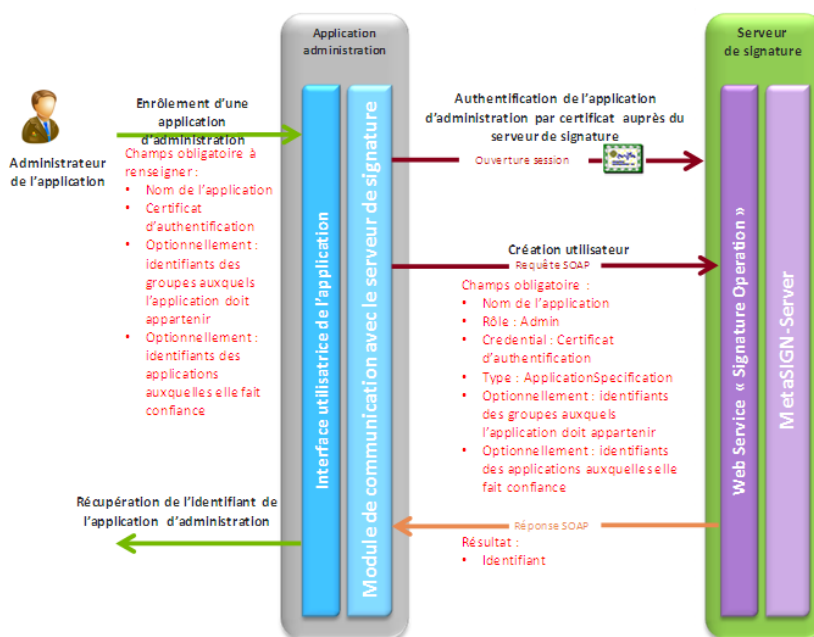 Application
administration
Serveur
de signature
Administrateur
de l'application
Enrôlement d'une
application
d'administration
Champs obligatoire à
renseigner :
• Nom de l'application
• Certificat
d'authentification
• Optionnellement :
identifiants des
groupes auxquels
l'application doit
appartenir
• Optionnellement :
identifiants des
applications
auxquelles elle fait
confiance
Récupération de l'identifiant de
l'application d'administration
Interface utilisatrice de l'application
Module de communication avec le serveur de signature
Authentification de l'application
d'administration par certificat auprès du
serveur de signature
Ouverture session
Création utilisateur
Requête SOAP
Champs obligatoire :
• Nom de l'application
• Rôle : Admin
• Credential : Certificat
d'authentification
• Type : ApplicationSpecification
• Optionnellement : identifiants
des groupes auxquels
l'application doit appartenir
• Optionnellement : identifiants
des applications auxquelles elle
fait confiance
Réponse SOAP
Résultat :
• Identifiant
Web Service « Signature Operation »
MetaSIGN-Server